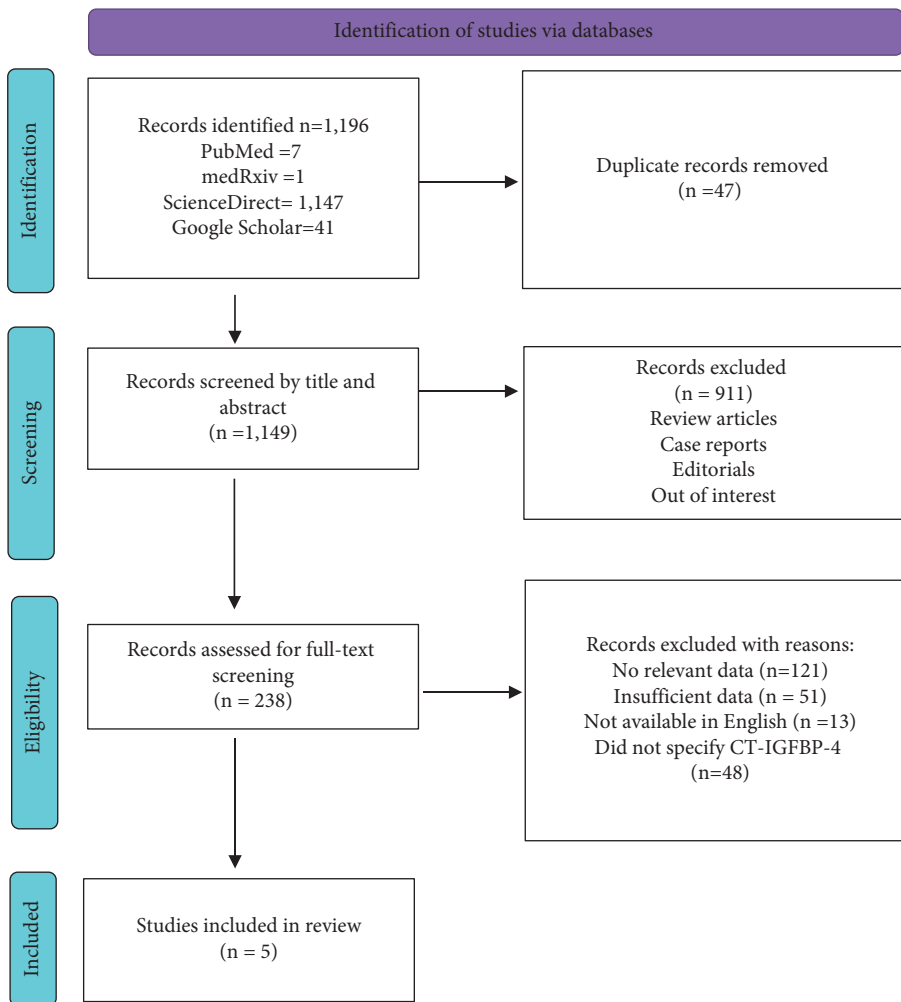 Identification of studies via databases
Identification
Records identified n=1,196
PubMed =7
medRxiv =1
ScienceDirect= 1,147
Google Scholar=41
Duplicate records removed
(n =47)
Screening
Records screened by title and
abstract
(n =1,149)
Records excluded
(n = 911)
Review articles
Case reports
Editorials
Out of interest
Eligibility
Records assessed for full-text
screening
(n = 238)
Records excluded with reasons:
No relevant data (n=121)
Insufficient data (n = 51)
Not available in English (n =13)
Did not specify CT-IGFBP-4
(n=48)
Included
Studies included in review
(n = 5)